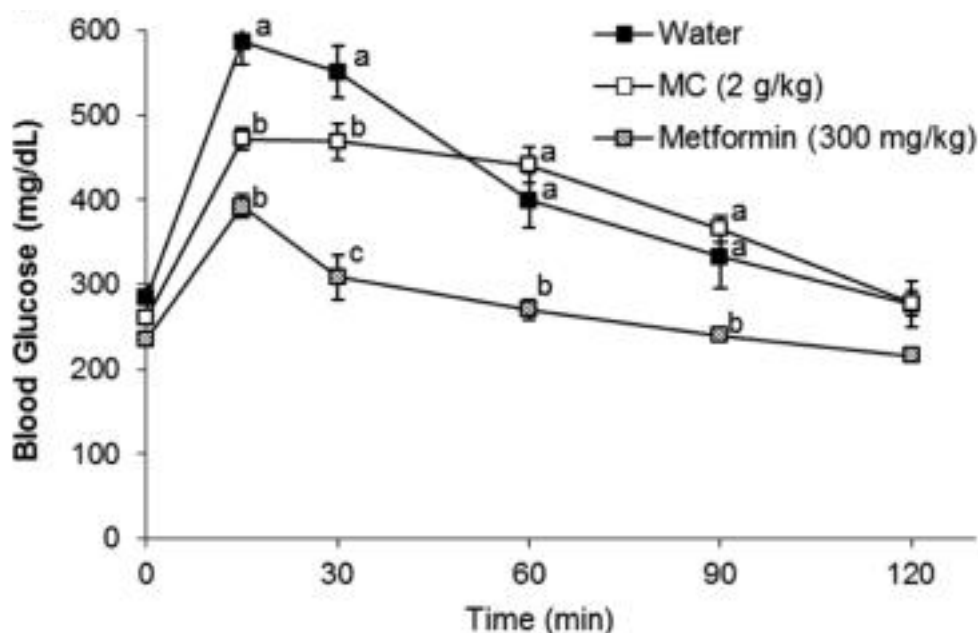 600
500
400
300
200
100
0
Blood Glucose (mg/dL)
0 30 60 90 120
Time (min)
Water
MC (2 g/kg)
Metformin (300 mg/kg)
a
a
b
b
a
a
a
a
b
c
b
b